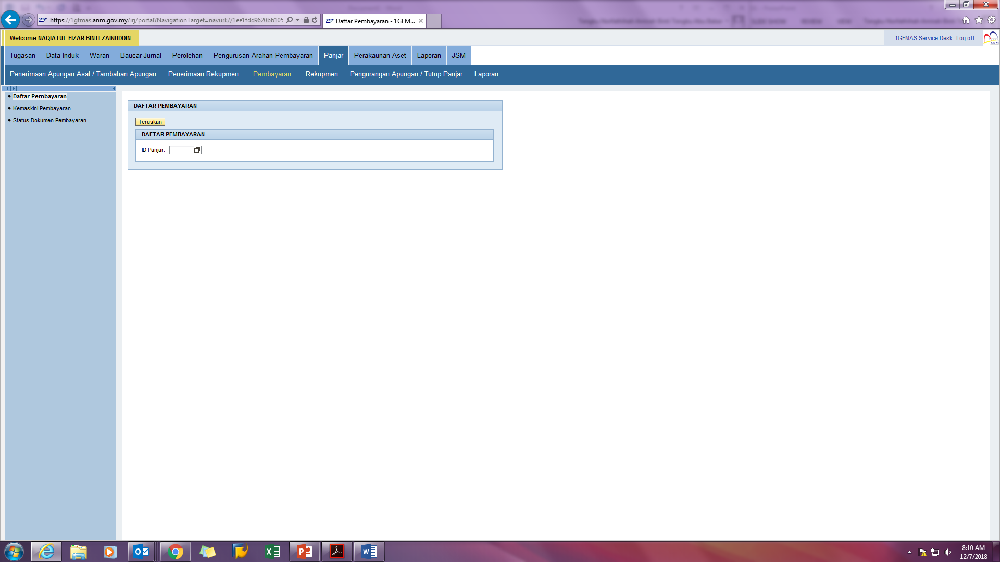 https://1gfmas.anm.gov.my/irj/portal?NavigationTarget=navurl://1ee1fdd9620bb105
Daftar Pembayaran - 1GFM...
Welcome NAQIATUL FIZAR BINTI ZAINUDDIN
1GFMAS Service Desk Log off
ANM
Tugasan Data Induk Waran Baucar Jurnal Perolehan Pengurusan Arahan Pembayaran Panjar Perakaunan Aset Laporan JSM
Penerimaan Apungan Asal / Tambahan Apungan Penerimaan Rekupmen Pembayaran Rekupmen Pengurangan Apungan / Tutup Panjar Laporan
Daftar Pembayaran
Kemaskini Pembayaran
Status Dokumen Pembayaran
DAFTAR PEMBAYARAN
Teruskan
DAFTAR PEMBAYARAN
ID Panjar:
8:10 AM
12/7/2018